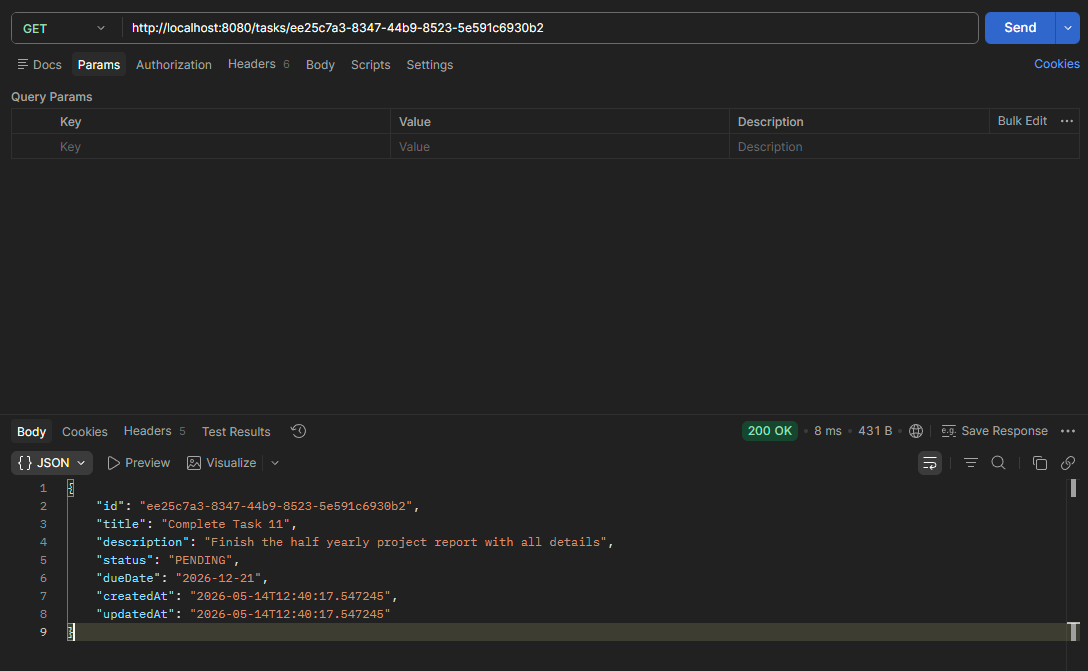 GET http://localhost:8080/tasks/ee25c7a3-8347-44b9-8523-5e591c6930b2 Send
Docs Params Authorization Headers 6 Body Scripts Settings Cookies
Query Params
Key Value Description Bulk Edit ···
Key Value Description
Body Cookies Headers 5 Test Results 200 OK • 8 ms • 431 B • e.g. Save Response ···
{} JSON Preview Visualize
1 {
2 "id": "ee25c7a3-8347-44b9-8523-5e591c6930b2",
3 "title": "Complete Task 11",
4 "description": "Finish the half yearly project report with all details",
5 "status": "PENDING",
6 "dueDate": "2026-12-21",
7 "createdAt": "2026-05-14T12:40:17.547245",
8 "updatedAt": "2026-05-14T12:40:17.547245"
9 }